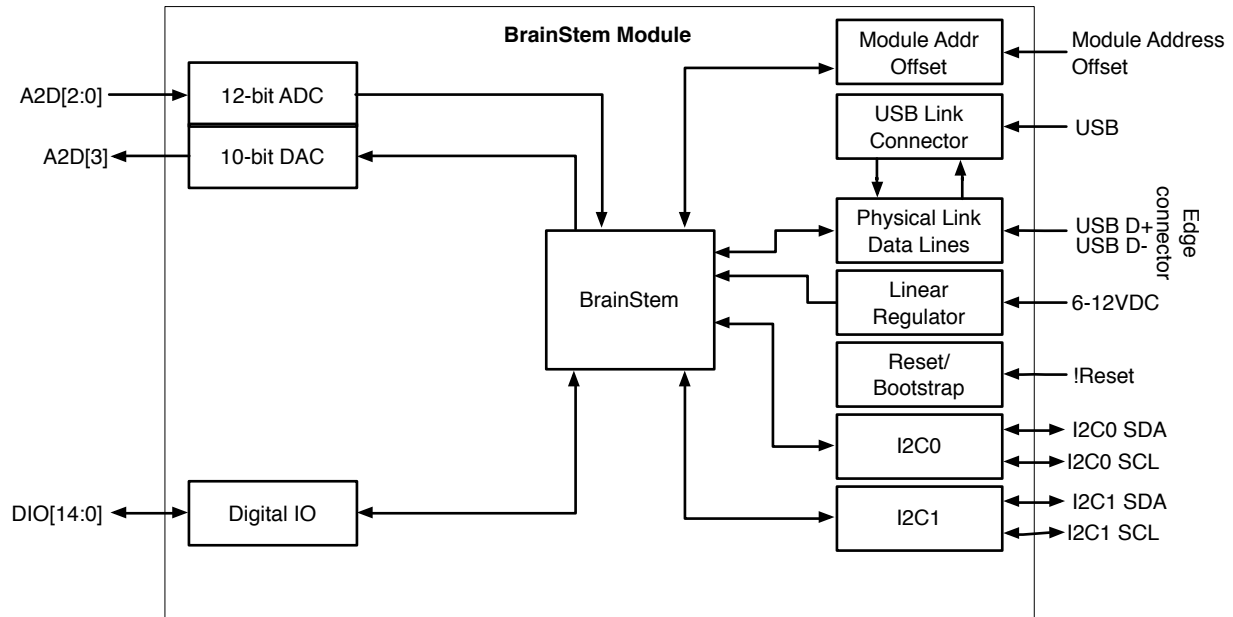 BrainStem Module
A2D[2:0]
12-bit ADC
A2D[3]
10-bit DAC
BrainStem
DIO[14:0]
Digital IO
Module Addr
Offset
Module Address
Offset
USB Link
Connector
USB
Physical Link
Data Lines
USB D+
USB D-
Edge
connector
Linear
Regulator
6-12VDC
Reset/
Bootstrap
!Reset
I2C0
I2C0 SDA
I2C0 SCL
I2C1
I2C1 SDA
I2C1 SCL